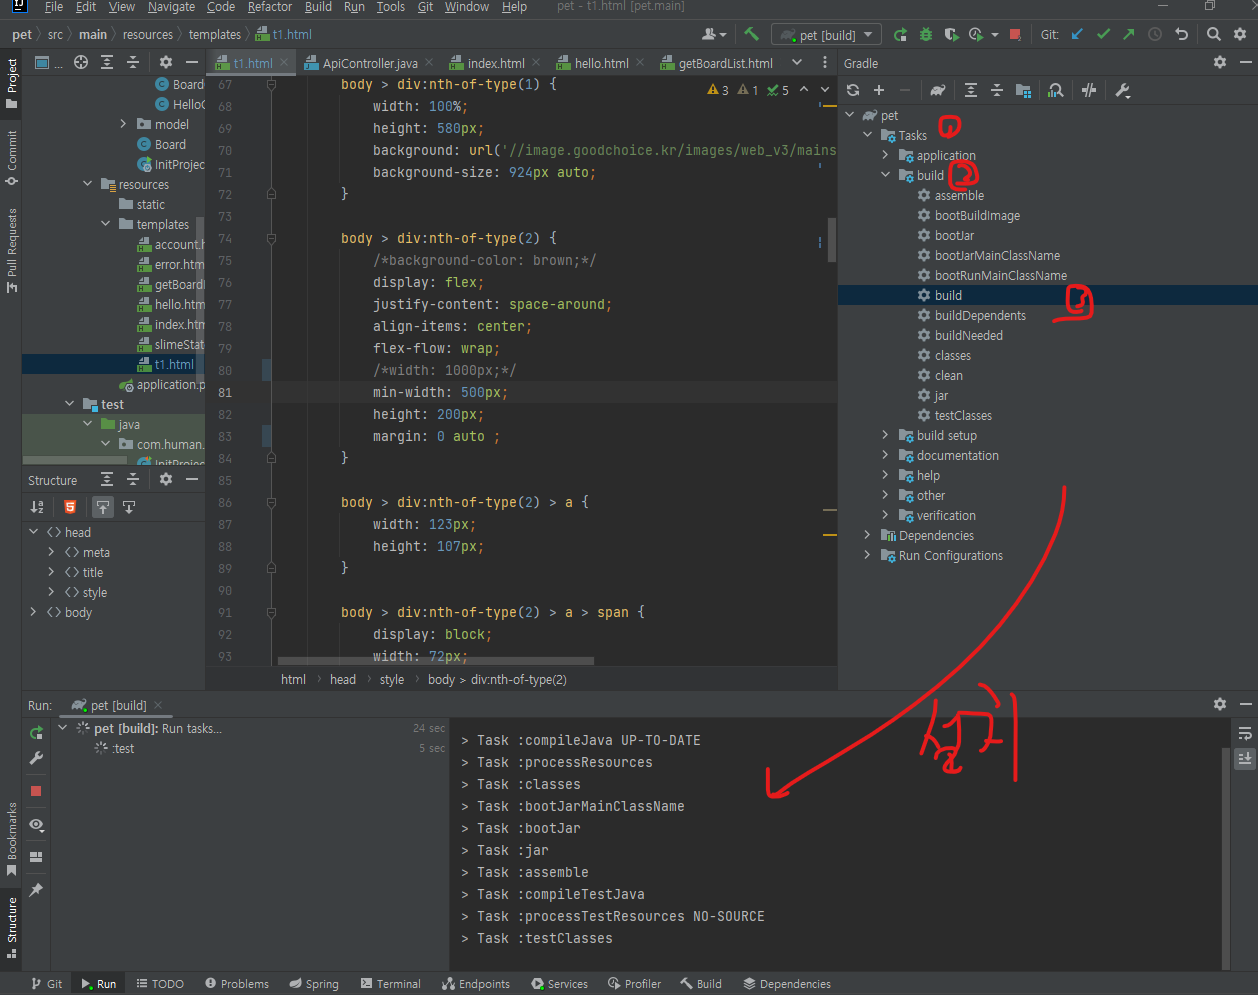 File Edit View Navigate Code Refactor Build Run Tools Git Window Help pet - t1.html [pet.main]
pet src main resources templates t1.html pet [build] Git:
Project
Commit
Pull Requests
Bookmarks
Structure
Board
HelloC
model
Board
InitProjec
resources
static
templates
account.h
error.htm
getBoardl
hello.htm
index.htm
slimeStat
t1.html
application.p
test
java
com.human.
InitProjec
Structure
head
meta
title
style
body
t1.html ApiController.java index.html hello.html getBoardList.html
3 1 5
67 body > div:nth-of-type(1) {
68 width: 100%;
69 height: 580px;
70 background: url('//image.goodchoice.kr/images/web_v3/mains
71 background-size: 924px auto;
72 }
73
74 body > div:nth-of-type(2) {
75 /*background-color: brown;*/
76 display: flex;
77 justify-content: space-around;
78 align-items: center;
79 flex-flow: wrap;
80 /*width: 1000px;*/
81 min-width: 500px;
82 height: 200px;
83 margin: 0 auto ;
84 }
85
86 body > div:nth-of-type(2) > a {
87 width: 123px;
88 height: 107px;
89 }
90
91 body > div:nth-of-type(2) > a > span {
92 display: block;
93 width: 72px;
html head style body > div:nth-of-type(2)
Gradle
pet
Tasks 1
application
build 2
assemble
bootBuildImage
bootJar
bootJarMainClassName
bootRunMainClassName
build 3
buildDependents
buildNeeded
classes
clean
jar
testClasses
build setup
documentation
help
other
verification
Dependencies
Run Configurations
Run: pet [build]
pet [build]: Run tasks... 24 sec
:test 5 sec
> Task :compileJava UP-TO-DATE
> Task :processResources
> Task :classes
> Task :bootJarMainClassName
> Task :bootJar
> Task :jar
> Task :assemble
> Task :compileTestJava
> Task :processTestResources NO-SOURCE
> Task :testClasses
Git Run TODO Problems Spring Terminal Endpoints Services Profiler Build Dependencies